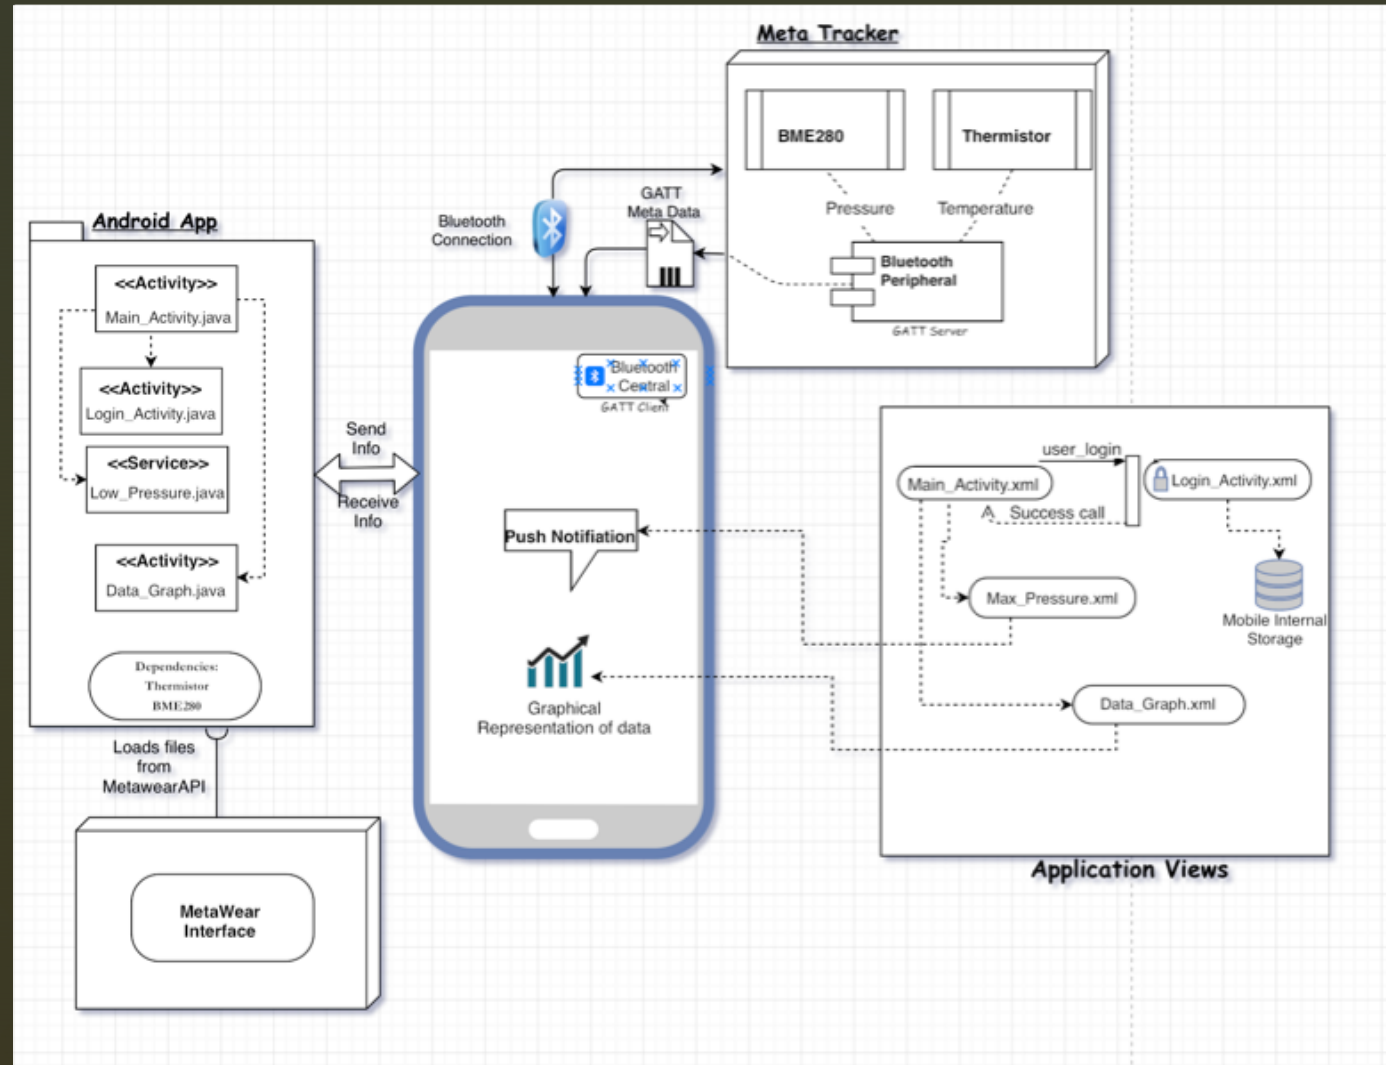 Meta Tracker
BME280
Thermistor
Pressure
Temperature
Bluetooth
Peripheral
GATT Server
GATT
Meta Data
Bluetooth
Connection
Android App
<<Activity>>
Main_Activity.java
<<Activity>>
Login_Activity.java
<<Service>>
Low_Pressure.java
<<Activity>>
Data_Graph.java
Dependencies:
Thermistor
BME280
Loads files
from
MetawearAPI
MetaWear
Interface
Send
Info
Receive
Info
Bluetooth
Central
GATT Client
Push Notifiation
Graphical
Representation of data
user_login
Main_Activity.xml
Login_Activity.xml
Success call
Max_Pressure.xml
Mobile Internal
Storage
Data_Graph.xml
Application Views